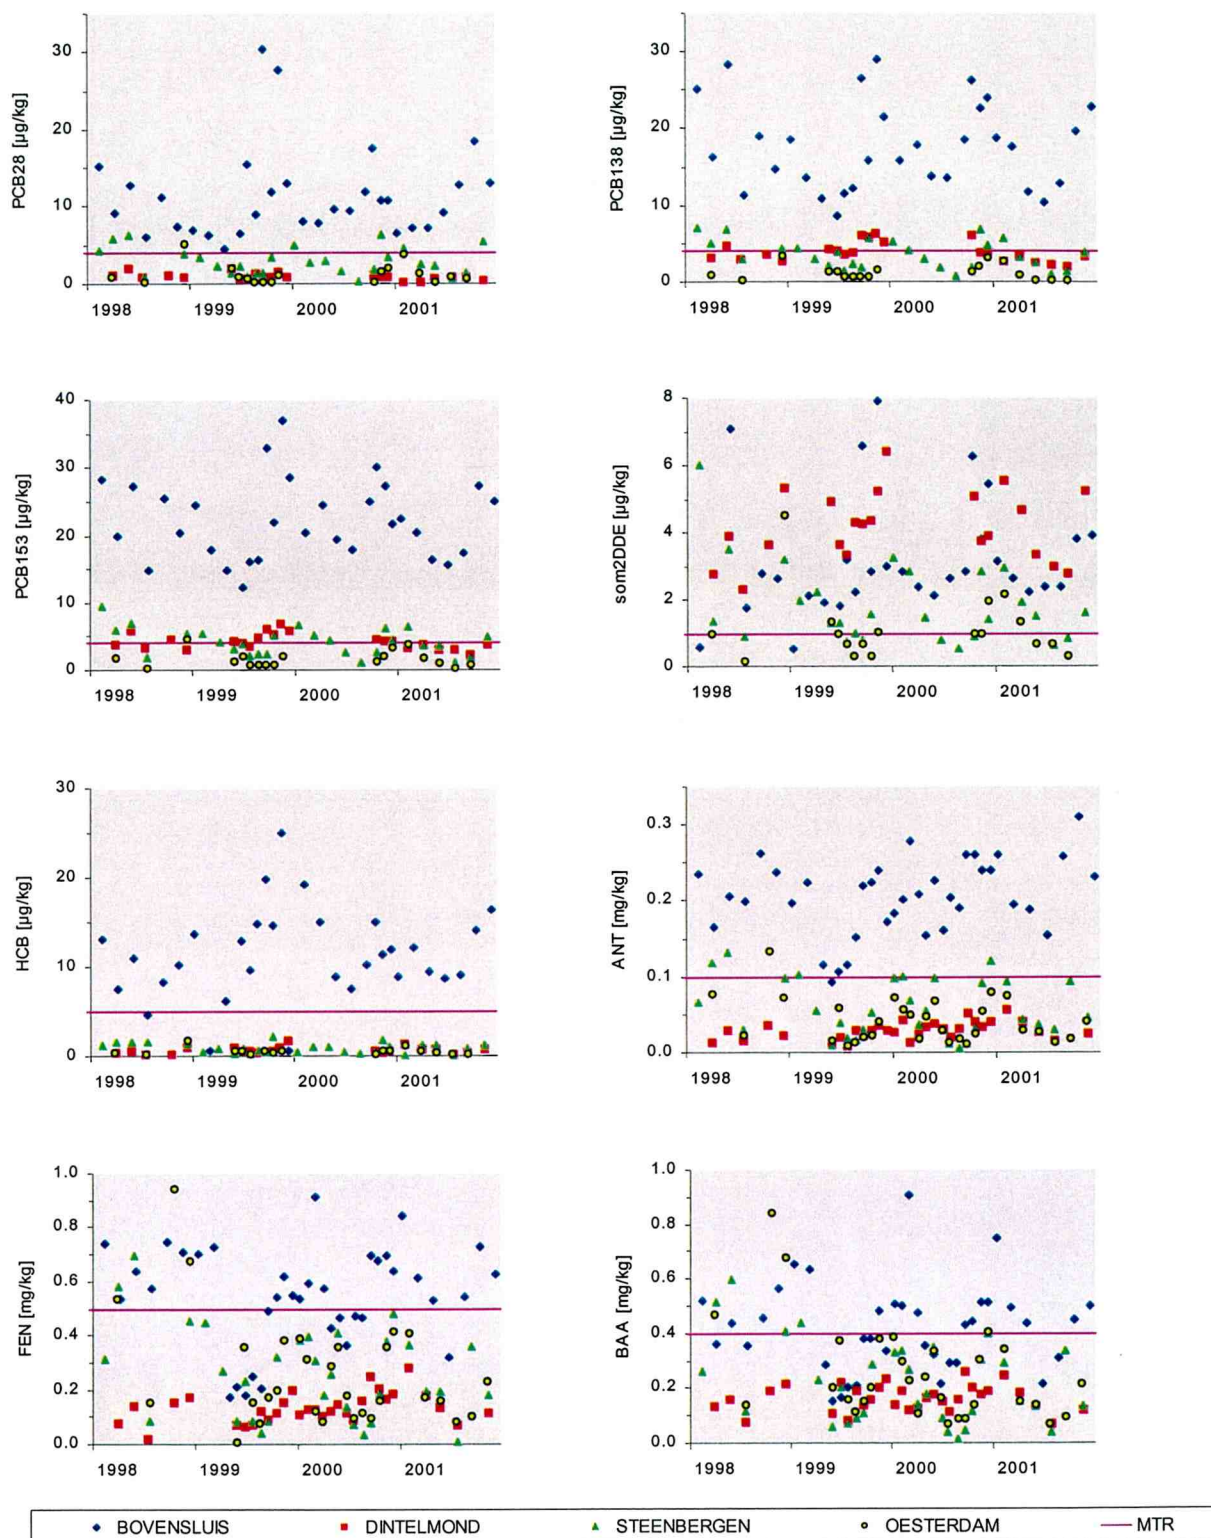 PCB28 [µg/kg]
30
20
10
0
1998 1999 2000 2001
PCB138 [µg/kg]
30
20
10
0
1998 1999 2000 2001
PCB153 [µg/kg]
40
30
20
10
0
1998 1999 2000 2001
som2DDE [µg/kg]
8
6
4
2
0
1998 1999 2000 2001
HCB [µg/kg]
30
20
10
0
1998 1999 2000 2001
ANT [mg/kg]
0.3
0.2
0.1
0.0
1998 1999 2000 2001
FEN [mg/kg]
1.0
0.8
0.6
0.4
0.2
0.0
1998 1999 2000 2001
BAA [mg/kg]
1.0
0.8
0.6
0.4
0.2
0.0
1998 1999 2000 2001
BOVENSLUIS DINTELMOND STEENBERGEN OESTERDAM MTR